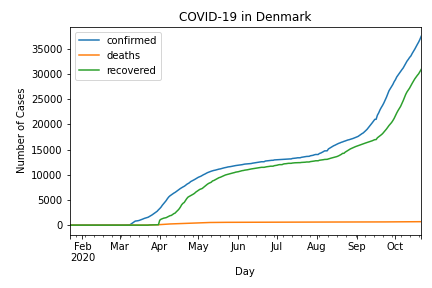 COVID-19 in Denmark
confirmed
deaths
recovered
Number of Cases
35000
30000
25000
20000
15000
10000
5000
0
Feb Mar Apr May Jun Jul Aug Sep Oct
2020
Day